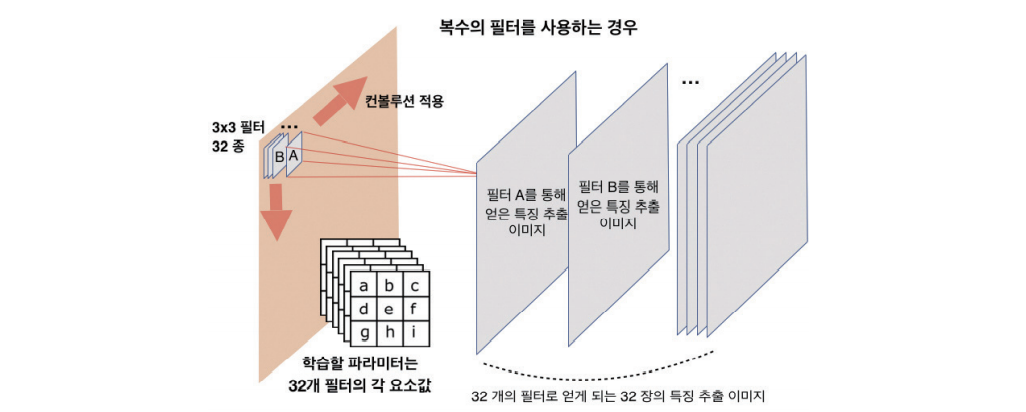 복수의 필터를 사용하는 경우
컨볼루션 적용
3x3 필터
32 종
...
B A
...
필터 A를 통해
얻은 특징 추출
이미지
필터 B를 통해
얻은 특징 추출
이미지
a b c
d e f
g h i
학습할 파라미터는
32개 필터의 각 요소값
32 개의 필터로 얻게 되는 32 장의 특징 추출 이미지